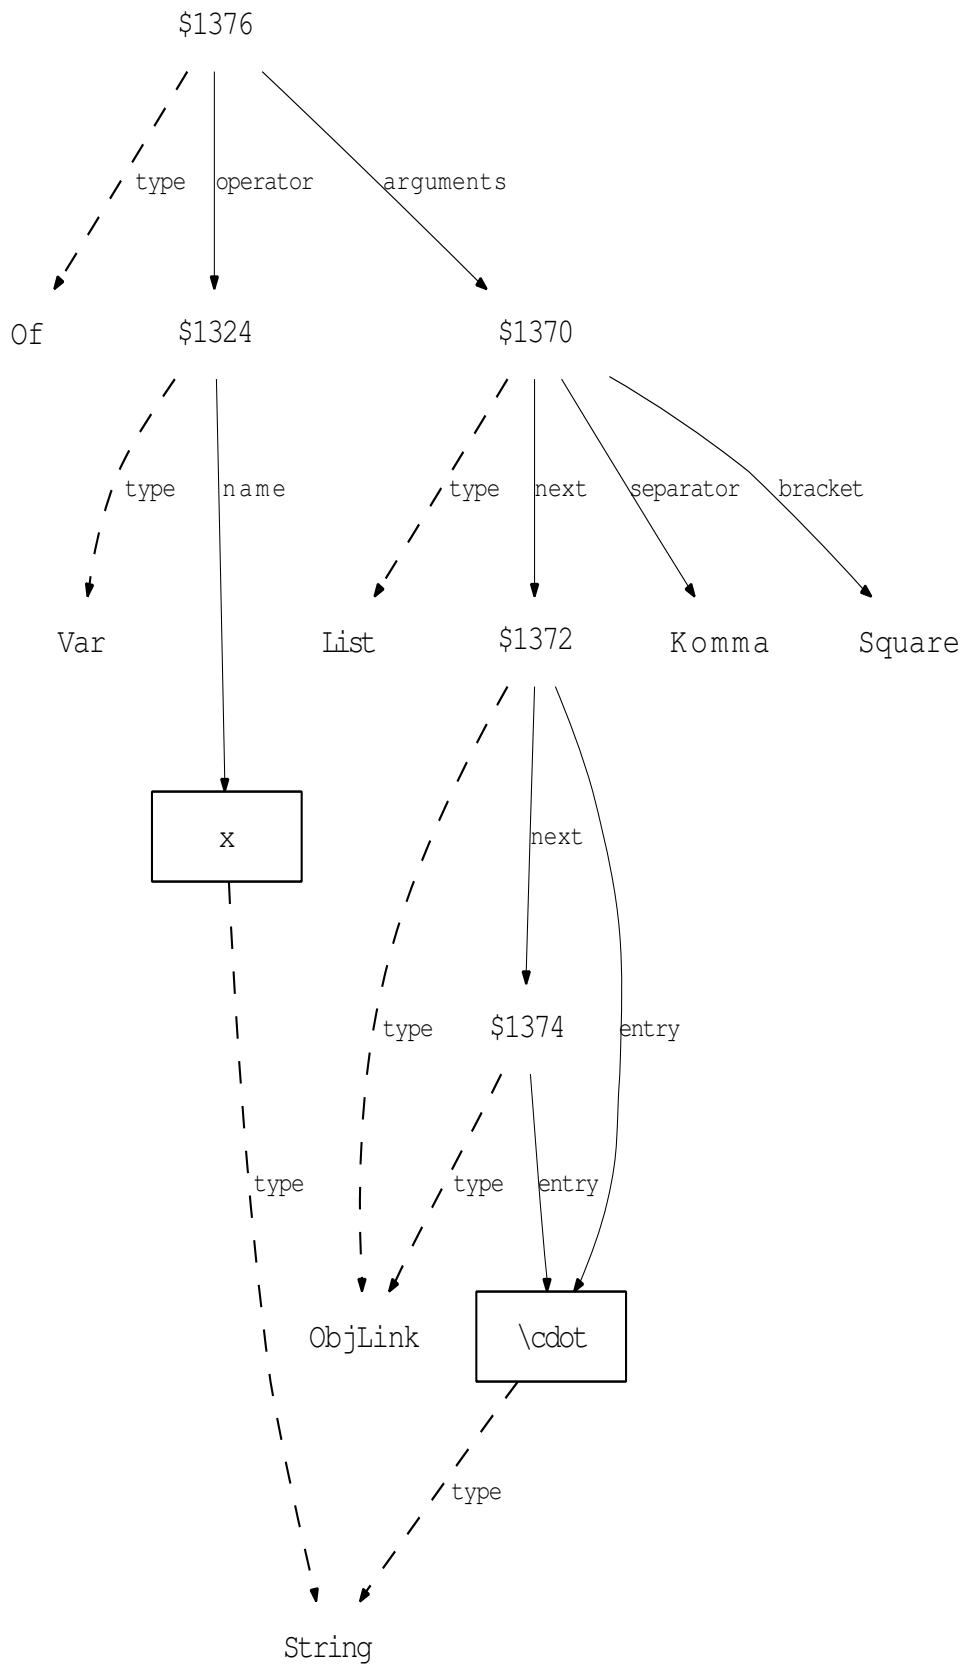 $1376
type operator arguments
Of $1324 $1370
type name type next separator bracket
Var List $1372 Komma Square
x next
type $1374 entry
type type entry
ObjLink \cdot
type
String